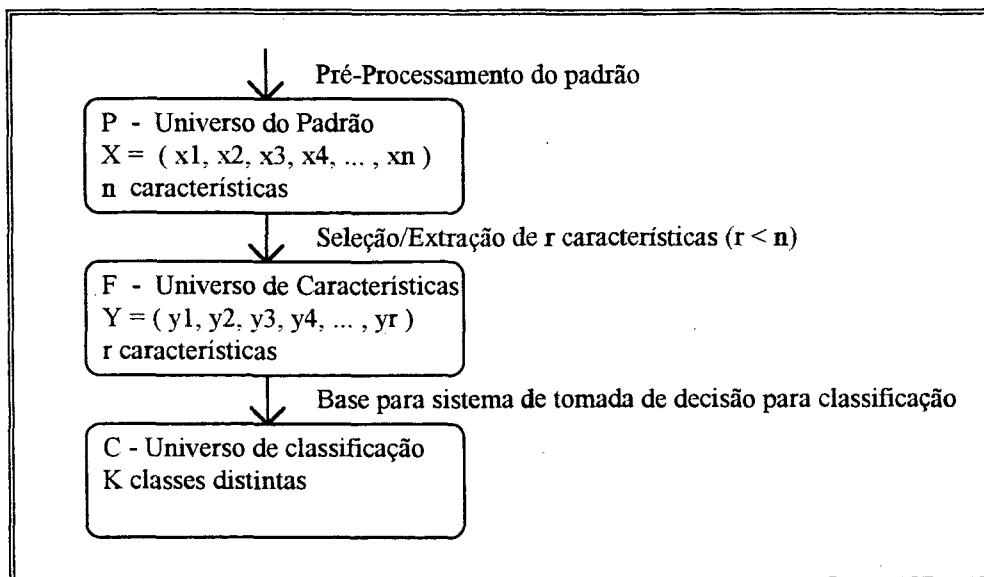 Pré-Processamento do padrão
P - Universo do Padrão
X = ( x1, x2, x3, x4, ... , xn )
n características
Seleção/Extração de r características (r < n)
F - Universo de Características
Y = ( y1, y2, y3, y4, ... , yr )
r características
Base para sistema de tomada de decisão para classificação
C - Universo de classificação
K classes distintas